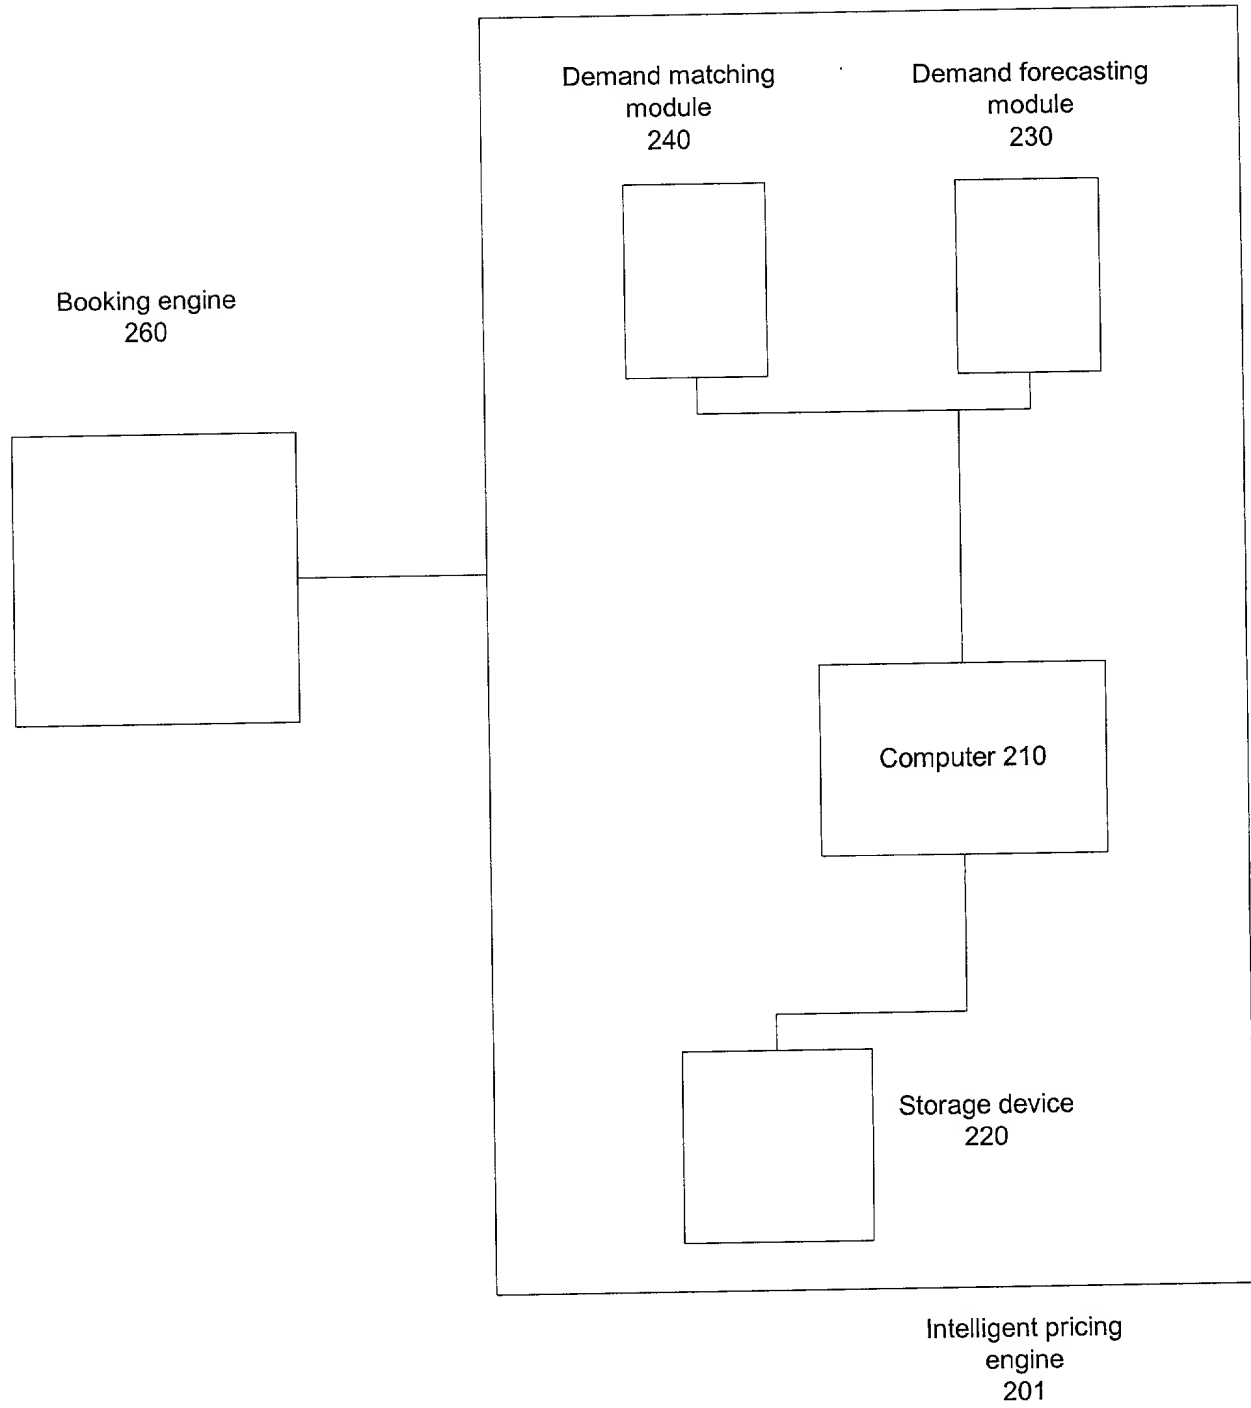 Demand matching
module
240
Demand forecasting
module
230
Booking engine
260
Computer 210
Storage device
220
Intelligent pricing
engine
201